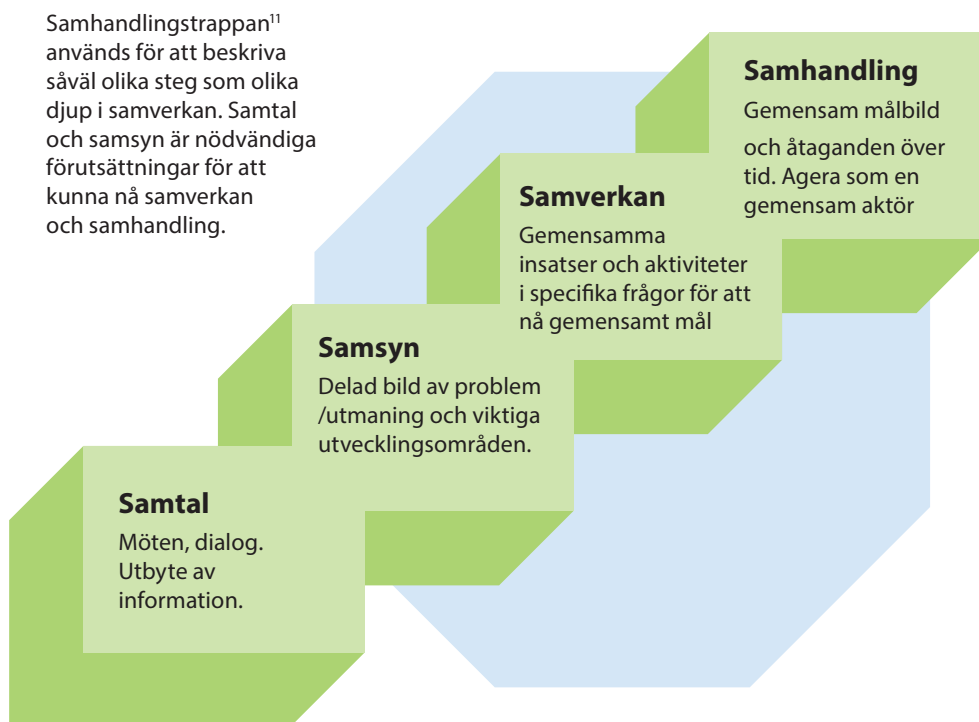 Samhandlingstrappan¹¹
används för att beskriva
såväl olika steg som olika
djup i samverkan. Samtal
och samsyn är nödvändiga
förutsättningar för att
kunna nå samverkan
och samhandling.
Samhandling
Gemensam målbild
och åtaganden över
tid. Agera som en
gemensam aktör
Samverkan
Gemensamma
insatser och aktiviteter
i specifika frågor för att
nå gemensamt mål
Samsyn
Delad bild av problem
/utmaning och viktiga
utvecklingsområden.
Samtal
Möten, dialog.
Utbyte av
information.